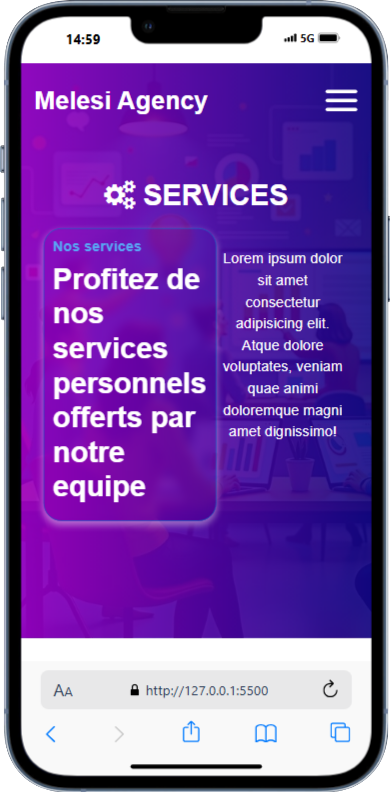 14:59
5G
Melesi Agency
SERVICES
Nos services
Profitez de
nos
services
personnels
offerts par
notre
equipe
Lorem ipsum dolor
sit amet
consectetur
adipisicing elit.
Atque dolore
voluptates, veniam
quae animi
doloremque magni
amet dignissimo!
AA
http://127.0.0.1:5500